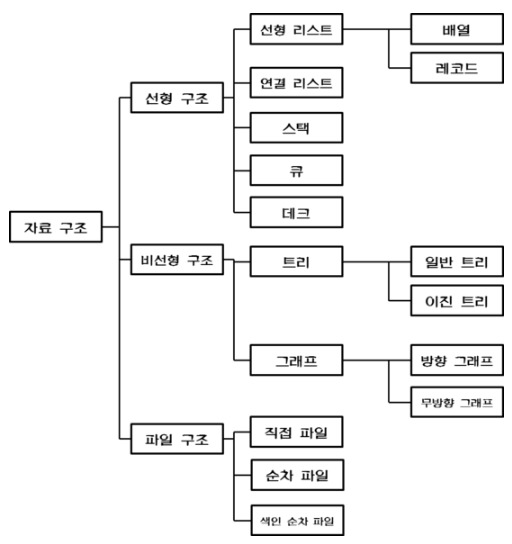 자료 구조
선형 구조
선형 리스트
배열
레코드
연결 리스트
스택
큐
데크
비선형 구조
트리
일반 트리
이진 트리
그래프
방향 그래프
무방향 그래프
파일 구조
직접 파일
순차 파일
색인 순차 파일